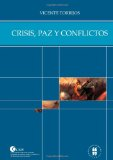 VICENTE TORRIJOS
CRISIS, PAZ Y CONFLICTOS